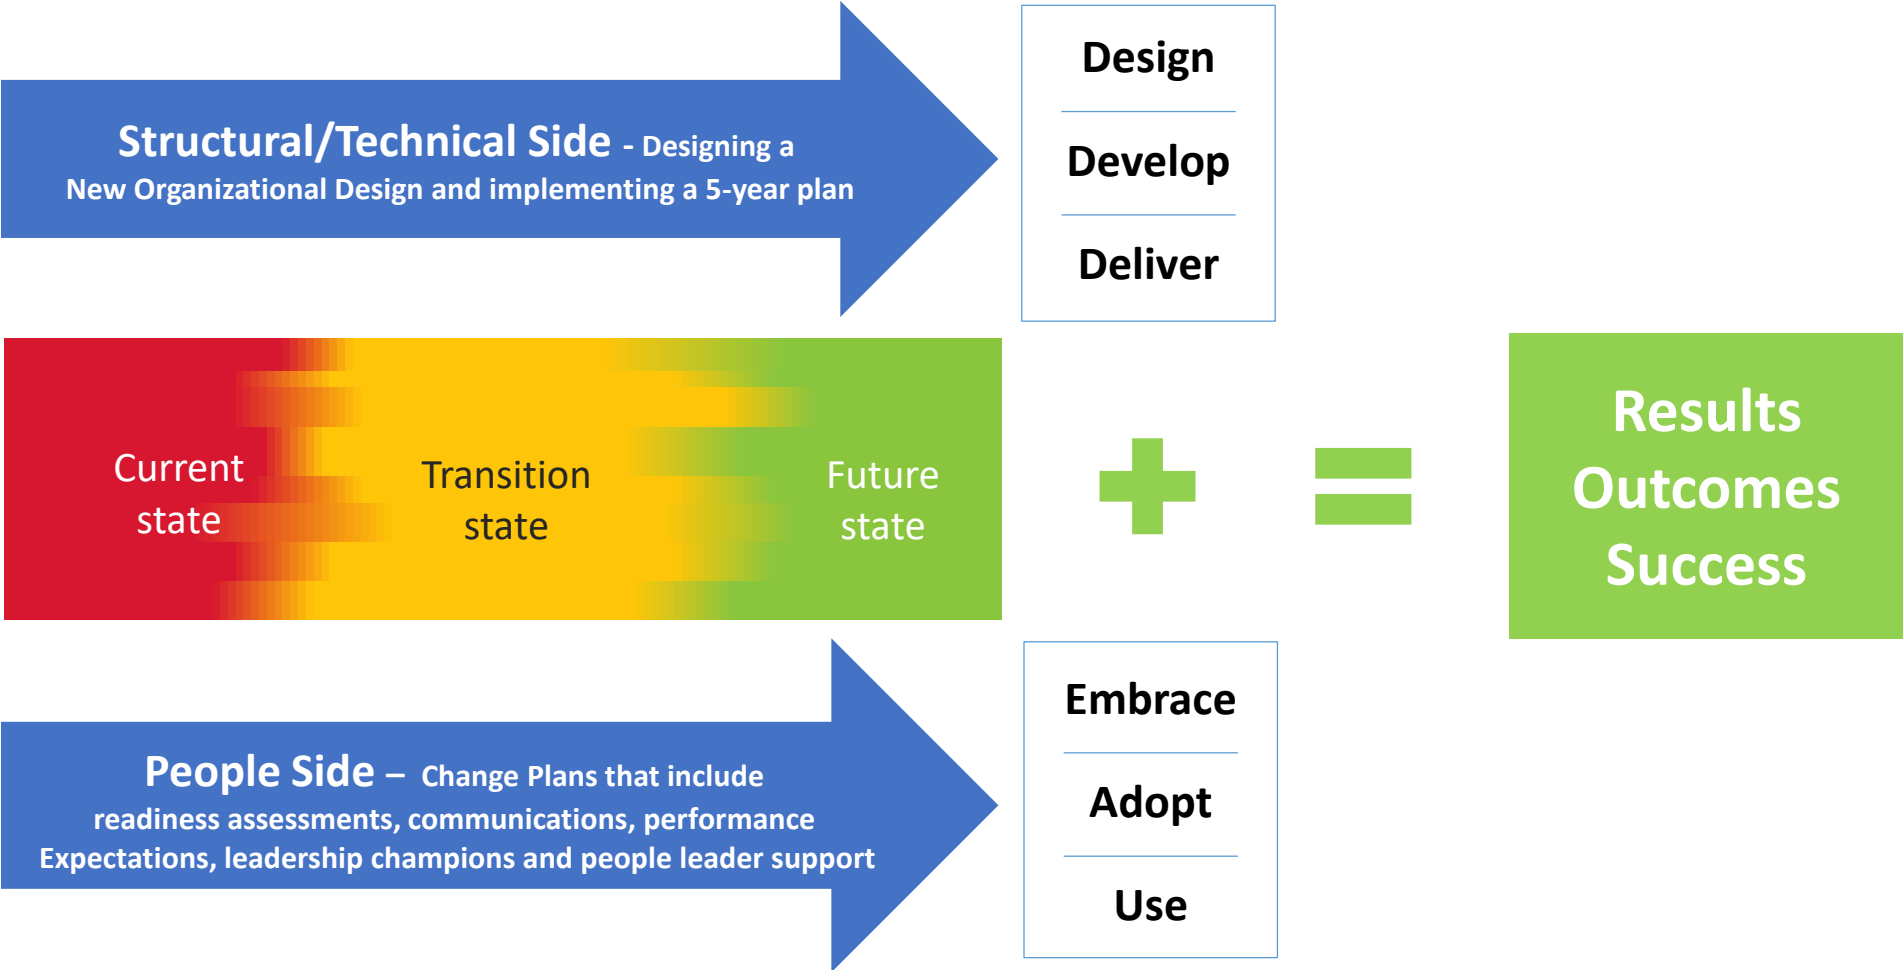 Structural/Technical Side - Designing a
New Organizational Design and implementing a 5-year plan
Design
Develop
Deliver
Current
state
Transition
state
Future
state
+
=
Results
Outcomes
Success
People Side – Change Plans that include
readiness assessments, communications, performance
Expectations, leadership champions and people leader support
Embrace
Adopt
Use